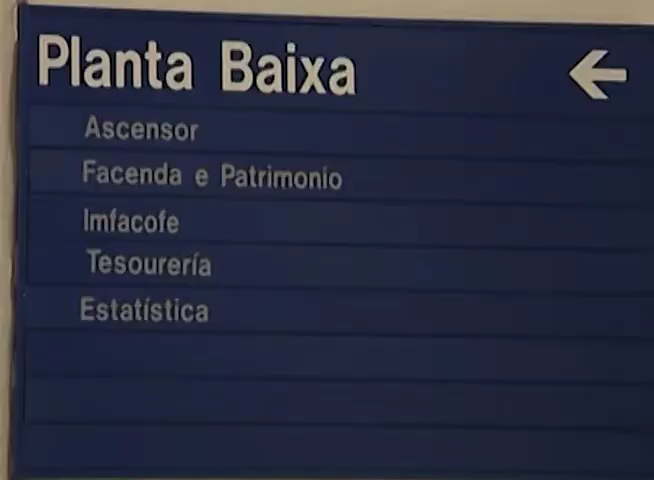 Planta Baixa
Ascensor
Facenda e Patrimonio
Imfacofe
Tesourería
Estatística